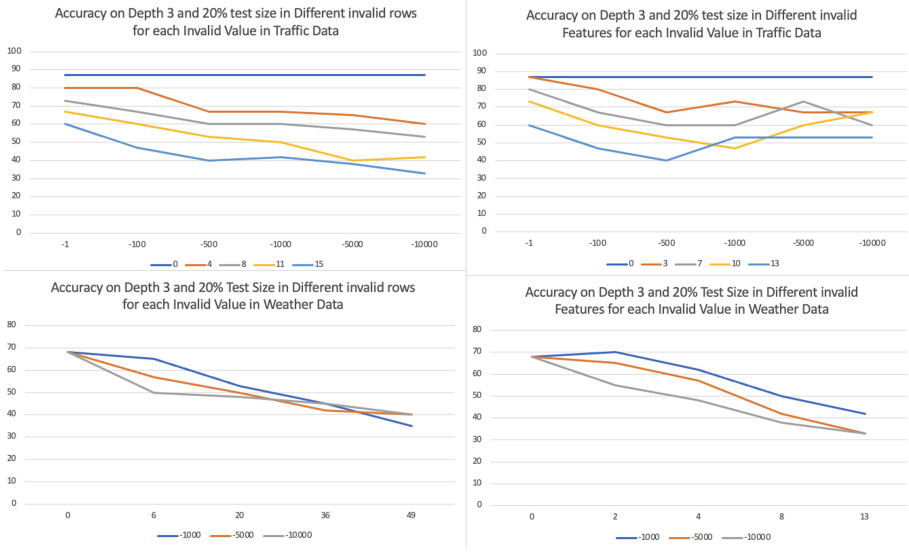 Accuracy on Depth 3 and 20% test size in Different invalid rows
for each Invalid Value in Traffic Data
100
90
80
70
60
50
40
30
20
10
0
-1 -100 -500 -1000 -5000 -10000
0 4 8 11 15
Accuracy on Depth 3 and 20% test size in Different invalid
Features for each Invalid Value in Traffic Data
100
90
80
70
60
50
40
30
20
10
0
-1 -100 -500 -1000 -5000 -10000
0 3 7 10 13
Accuracy on Depth 3 and 20% Test Size in Different invalid rows
for each Invalid Value in Weather Data
80
70
60
50
40
30
20
10
0
0 6 20 36 49
-1000 -5000 -10000
Accuracy on Depth 3 and 20% Test Size in Different invalid
Features for each Invalid Value in Weather Data
80
70
60
50
40
30
20
10
0
0 2 4 8 13
-1000 -5000 -10000